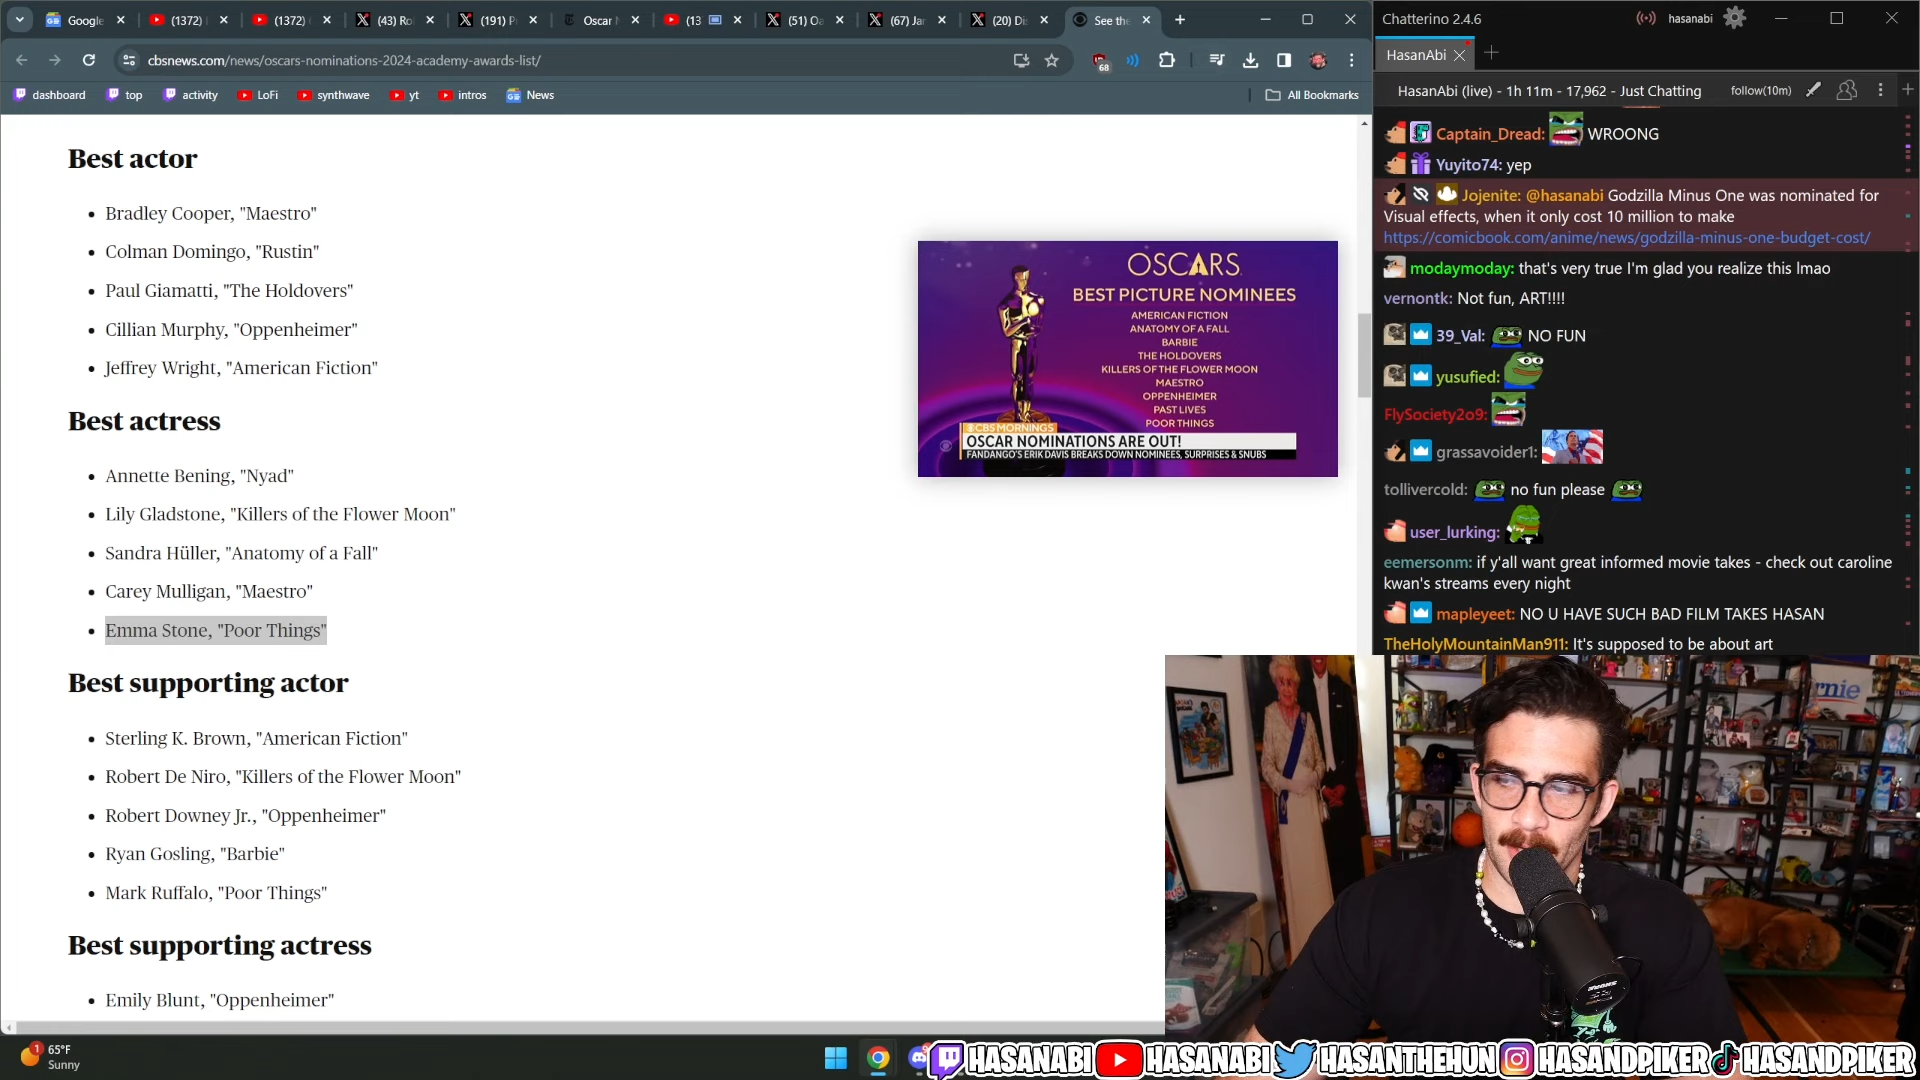 Google
(1372)
(1372)
(43) Ro
(191) P
Oscar N
(13
(51) Oa
(67) Jar
(20) Di
See the
cbsnews.com/news/oscars-nominations-2024-academy-awards-list/
68
dashboard
top
activity
LoFi
synthwave
yt
intros
News
All Bookmarks
Best actor
Bradley Cooper, "Maestro"
Colman Domingo, "Rustin"
Paul Giamatti, "The Holdovers"
Cillian Murphy, "Oppenheimer"
Jeffrey Wright, "American Fiction"
Best actress
Annette Bening, "Nyad"
Lily Gladstone, "Killers of the Flower Moon"
Sandra Hüller, "Anatomy of a Fall"
Carey Mulligan, "Maestro"
Emma Stone, "Poor Things"
Best supporting actor
Sterling K. Brown, "American Fiction"
Robert De Niro, "Killers of the Flower Moon"
Robert Downey Jr., "Oppenheimer"
Ryan Gosling, "Barbie"
Mark Ruffalo, "Poor Things"
Best supporting actress
Emily Blunt, "Oppenheimer"
OSCARS
BEST PICTURE NOMINEES
AMERICAN FICTION
ANATOMY OF A FALL
BARBIE
THE HOLDOVERS
KILLERS OF THE FLOWER MOON
MAESTRO
OPPENHEIMER
PAST LIVES
POOR THINGS
CBS MORNINGS
OSCAR NOMINATIONS ARE OUT!
FANDANGO'S ERIK DAVIS BREAKS DOWN NOMINEES, SURPRISES & SNUBS
Chatterino 2.4.6
hasanabi
HasanAbi
HasanAbi (live) - 1h 11m - 17,962 - Just Chatting
follow(10m)
Captain_Dread: WROONG
Yuyito74: yep
Jojenite: @hasanabi Godzilla Minus One was nominated for
Visual effects, when it only cost 10 million to make
https://comicbook.com/anime/news/godzilla-minus-one-budget-cost/
modaymoday: that's very true I'm glad you realize this lmao
vernontk: Not fun, ART!!!!
39_Val: NO FUN
yusufied:
FlySociety2o9:
grassavoider1:
tollivercold: no fun please
user_lurking:
eemersonm: if y'all want great informed movie takes - check out caroline
kwan's streams every night
mapleyeet: NO U HAVE SUCH BAD FILM TAKES HASAN
TheHolyMountainMan911: It's supposed to be about art
rnie
1
65°F
Sunny
HASANABI
HASANABI
HASANTHEHUN
HASANDPIKER
HASANDPIKER